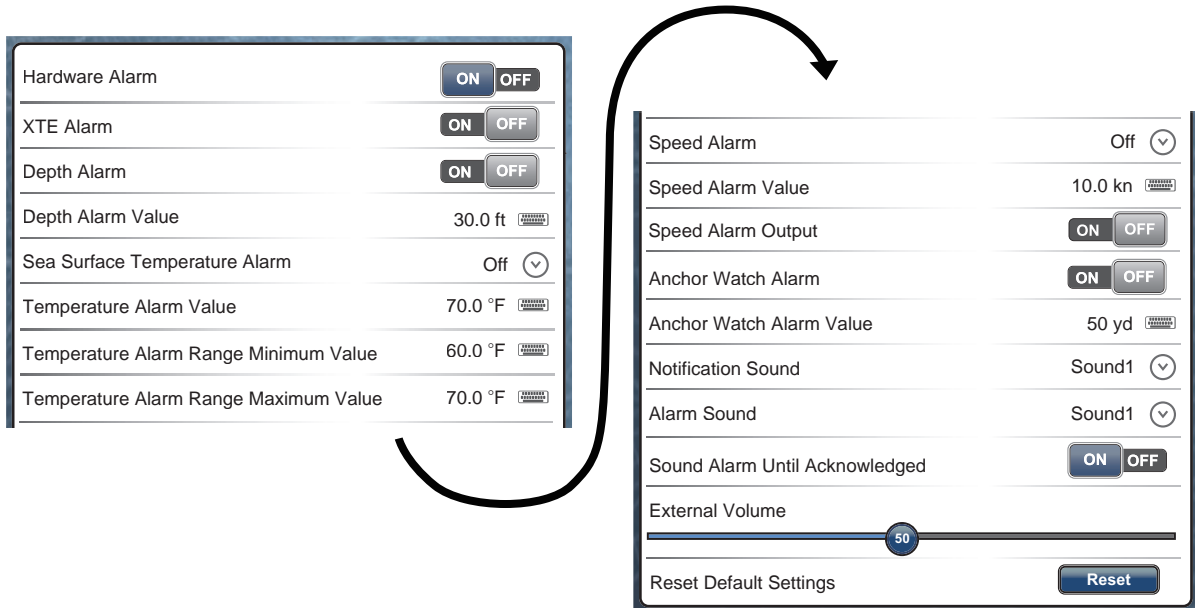 Hardware Alarm ON OFF
XTE Alarm ON OFF
Depth Alarm ON OFF
Depth Alarm Value 30.0 ft
Sea Surface Temperature Alarm Off
Temperature Alarm Value 70.0 °F
Temperature Alarm Range Minimum Value 60.0 °F
Temperature Alarm Range Maximum Value 70.0 °F
Speed Alarm Off
Speed Alarm Value 10.0 kn
Speed Alarm Output ON OFF
Anchor Watch Alarm ON OFF
Anchor Watch Alarm Value 50 yd
Notification Sound Sound1
Alarm Sound Sound1
Sound Alarm Until Acknowledged ON OFF
External Volume
50
Reset Default Settings Reset